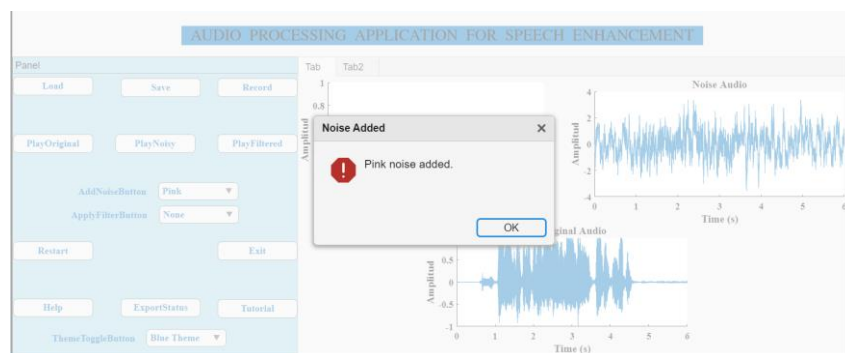 AUDIO PROCESSING APPLICATION FOR SPEECH ENHANCEMENT
Panel
Load Save Record
PlayOriginal PlayNoisy PlayFiltered
AddNoiseButton Pink
ApplyFilterButton None
Restart Exit
Help ExportStatus Tutorial
ThemeToggleButton Blue Theme
Tab Tab2
1
0.8
Amplitud
Noise Added
Pink noise added.
OK
Noise Audio
4
2
0
-2
-4
Amplitud
0 1 2 3 4 5 6
Time (s)
ginal Audio
0.5
0
-0.5
-1
Amplitud
0 1 2 3 4 5 6
Time (s)